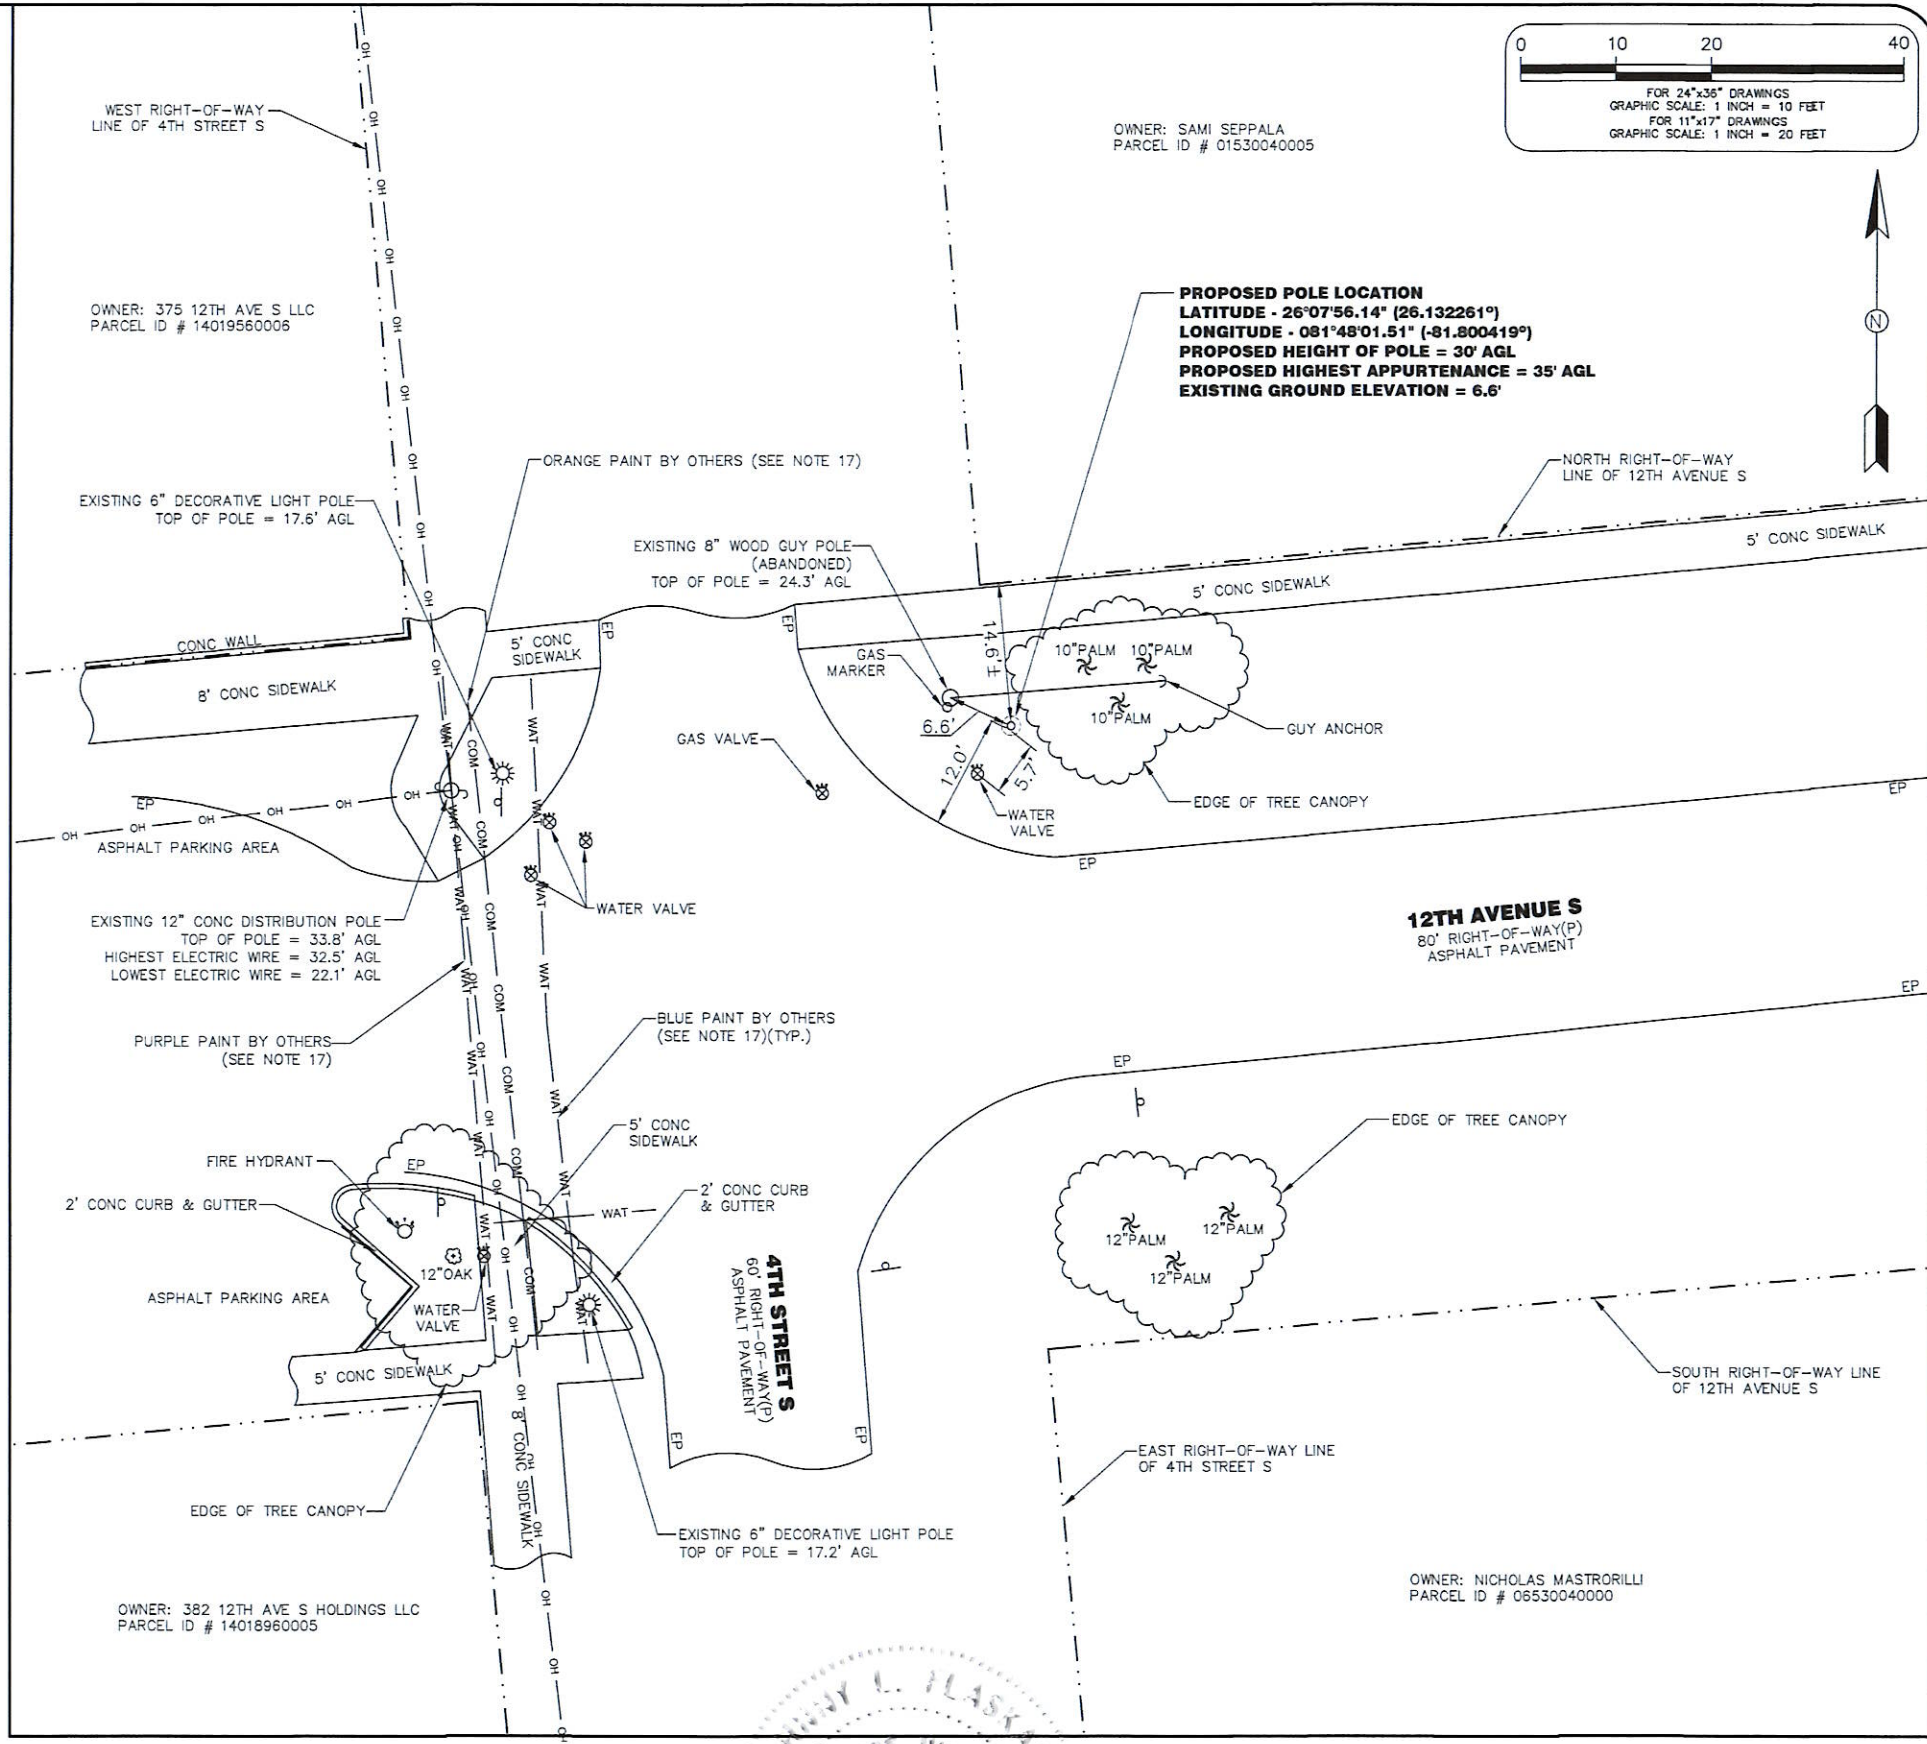 0 10 20 40
FOR 24"x36" DRAWINGS
GRAPHIC SCALE: 1 INCH = 10 FEET
FOR 11"x17" DRAWINGS
GRAPHIC SCALE: 1 INCH = 20 FEET
N
WEST RIGHT-OF-WAY
LINE OF 4TH STREET S
OWNER: SAMI SEPPALA
PARCEL ID # 01530040005
OWNER: 375 12TH AVE S LLC
PARCEL ID # 14019560006
PROPOSED POLE LOCATION
LATITUDE - 26°07'56.14" (26.132261°)
LONGITUDE - 081°48'01.51" (-81.800419°)
PROPOSED HEIGHT OF POLE = 30' AGL
PROPOSED HIGHEST APPURTENANCE = 35' AGL
EXISTING GROUND ELEVATION = 6.6'
ORANGE PAINT BY OTHERS (SEE NOTE 17)
NORTH RIGHT-OF-WAY
LINE OF 12TH AVENUE S
EXISTING 6" DECORATIVE LIGHT POLE
TOP OF POLE = 17.6' AGL
EXISTING 8" WOOD GUY POLE
(ABANDONED)
TOP OF POLE = 24.3' AGL
5' CONC SIDEWALK
5' CONC SIDEWALK
CONC WALL
8' CONC SIDEWALK
5' CONC
SIDEWALK
EP
EP
GAS
MARKER
14.6'±
10"PALM
10"PALM
10"PALM
6.6'
12.0'
5.7'
GUY ANCHOR
GAS VALVE
WATER
VALVE
EDGE OF TREE CANOPY
EP
EP
EP
ASPHALT PARKING AREA
OH
WAT
COM
WATER VALVE
EXISTING 12" CONC DISTRIBUTION POLE
TOP OF POLE = 33.8' AGL
HIGHEST ELECTRIC WIRE = 32.5' AGL
LOWEST ELECTRIC WIRE = 22.1' AGL
12TH AVENUE S
80' RIGHT-OF-WAY(P)
ASPHALT PAVEMENT
EP
PURPLE PAINT BY OTHERS
(SEE NOTE 17)
BLUE PAINT BY OTHERS
(SEE NOTE 17)(TYP.)
EP
5' CONC
SIDEWALK
EDGE OF TREE CANOPY
FIRE HYDRANT
EP
2' CONC CURB & GUTTER
2' CONC CURB
& GUTTER
WAT
12"PALM
12"PALM
12"PALM
12"OAK
ASPHALT PARKING AREA
WATER
VALVE
4TH STREET S
60' RIGHT-OF-WAY(P)
ASPHALT PAVEMENT
5' CONC SIDEWALK
8' CONC SIDEWALK
SOUTH RIGHT-OF-WAY LINE
OF 12TH AVENUE S
EP
EP
EAST RIGHT-OF-WAY LINE
OF 4TH STREET S
EDGE OF TREE CANOPY
EXISTING 6" DECORATIVE LIGHT POLE
TOP OF POLE = 17.2' AGL
OWNER: NICHOLAS MASTRORILLI
PARCEL ID # 06530040000
OWNER: 382 12TH AVE S HOLDINGS LLC
PARCEL ID # 14018960005
L.